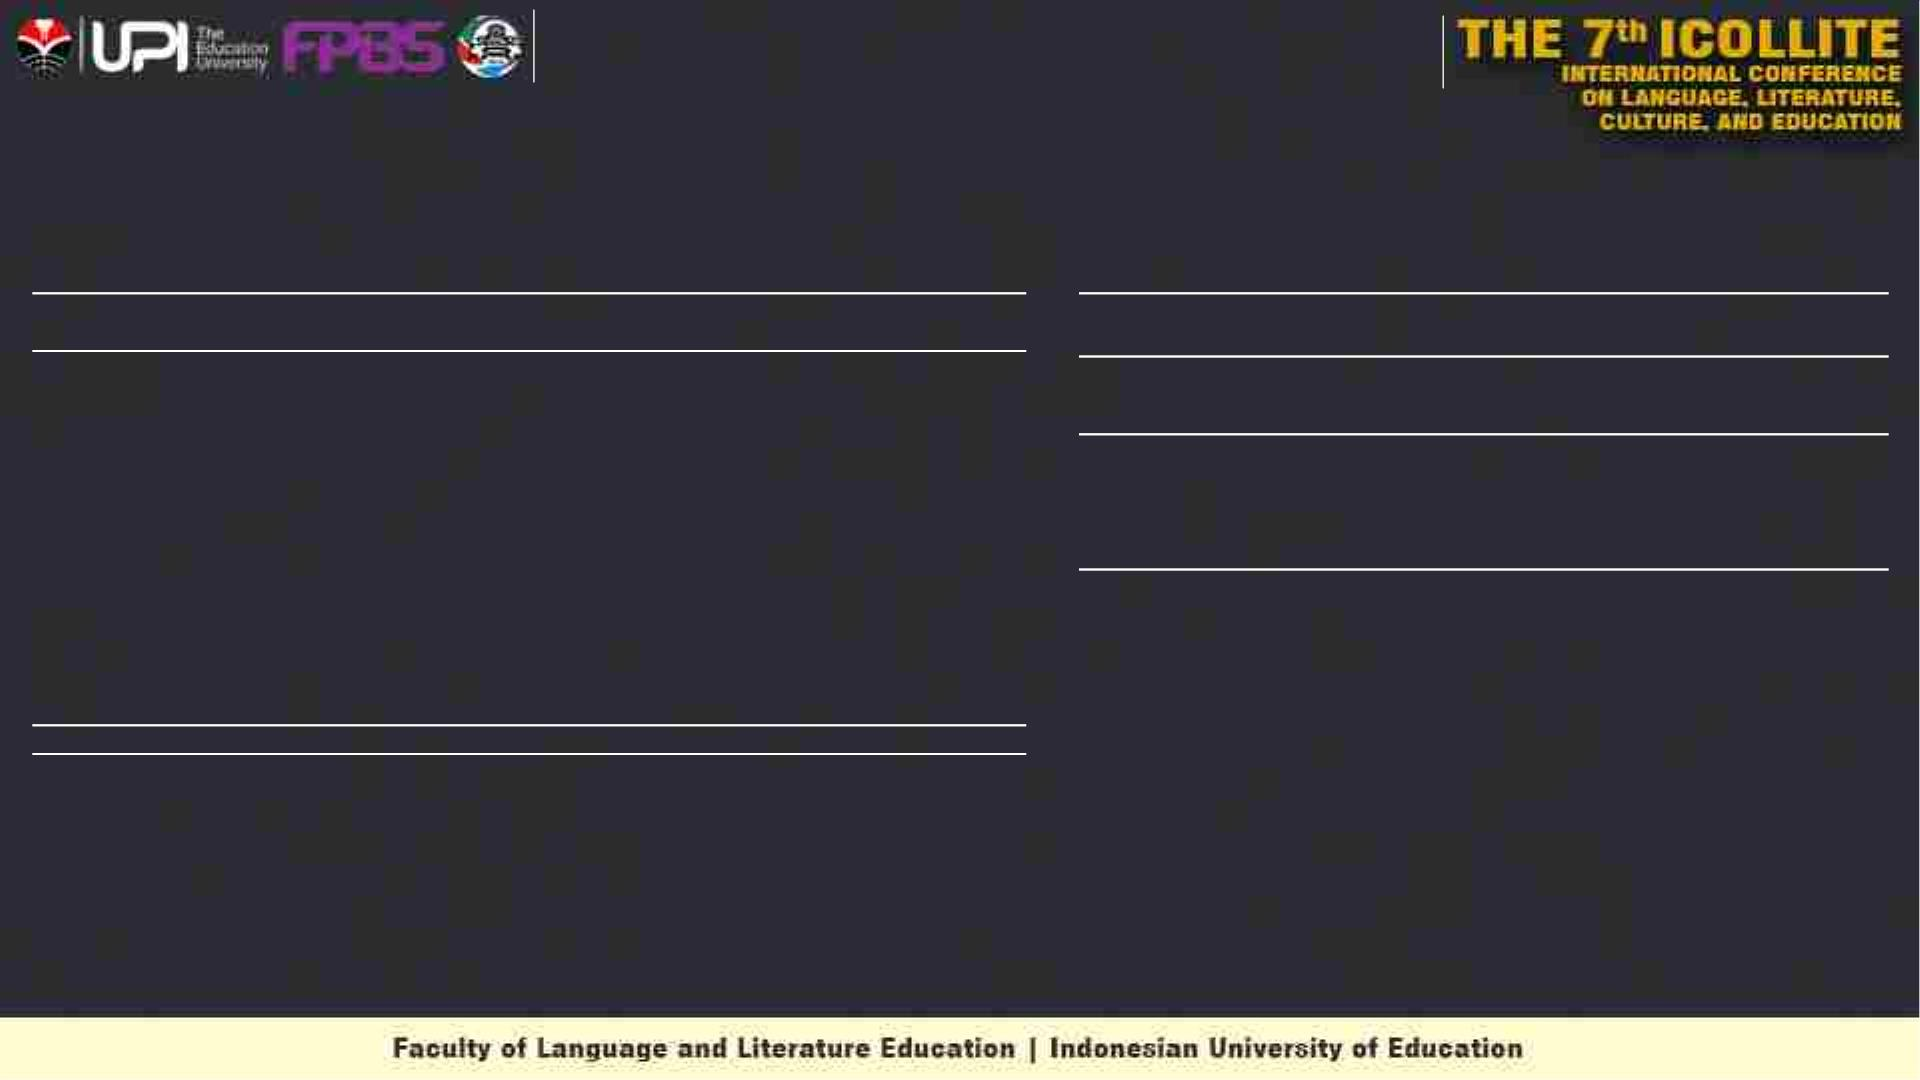 UPI
The
Education
University
FPBS
THE 7th ICOLLITE
INTERNATIONAL CONFERENCE
ON LANGUAGE, LITERATURE,
CULTURE, AND EDUCATION
Faculty of Language and Literature Education | Indonesian University of Education